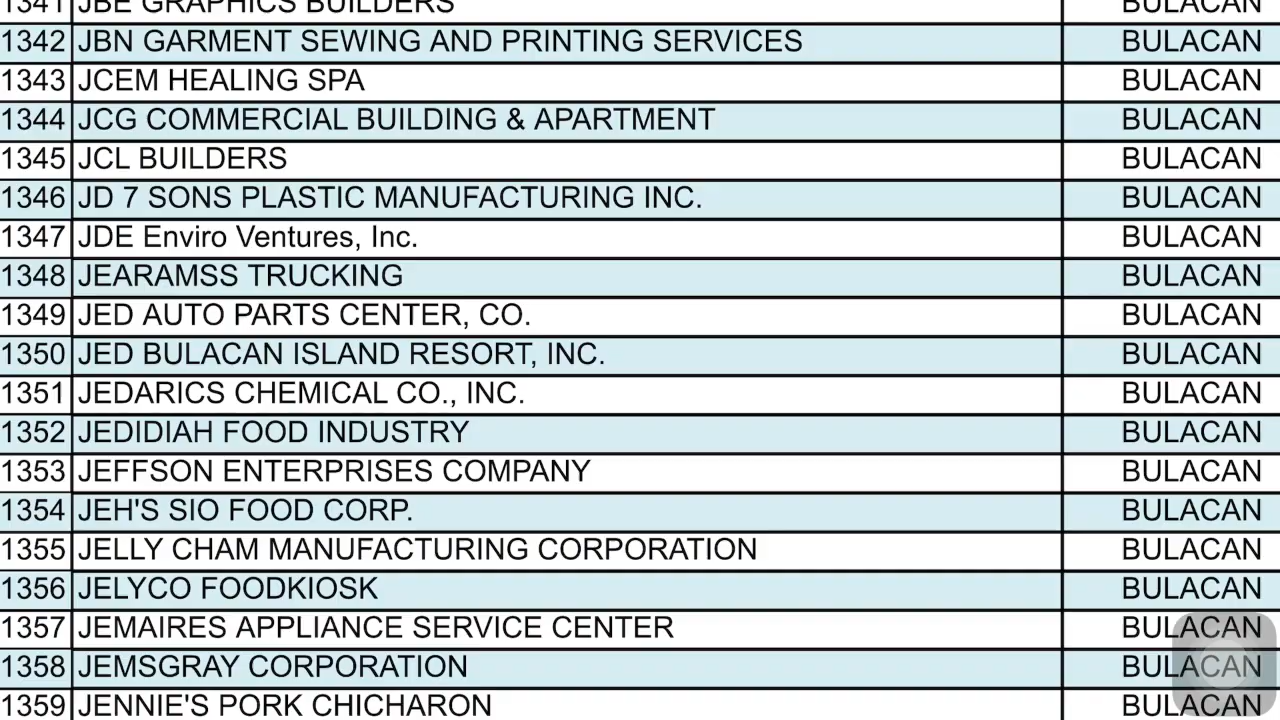 1341 JBE GRAPHICS BUILDERS BULACAN
1342 JBN GARMENT SEWING AND PRINTING SERVICES BULACAN
1343 JCEM HEALING SPA BULACAN
1344 JCG COMMERCIAL BUILDING & APARTMENT BULACAN
1345 JCL BUILDERS BULACAN
1346 JD 7 SONS PLASTIC MANUFACTURING INC. BULACAN
1347 JDE Enviro Ventures, Inc. BULACAN
1348 JEARAMSS TRUCKING BULACAN
1349 JED AUTO PARTS CENTER, CO. BULACAN
1350 JED BULACAN ISLAND RESORT, INC. BULACAN
1351 JEDARICS CHEMICAL CO., INC. BULACAN
1352 JEDIDIAH FOOD INDUSTRY BULACAN
1353 JEFFSON ENTERPRISES COMPANY BULACAN
1354 JEH'S SIO FOOD CORP. BULACAN
1355 JELLY CHAM MANUFACTURING CORPORATION BULACAN
1356 JELYCO FOODKIOSK BULACAN
1357 JEMAIRES APPLIANCE SERVICE CENTER BULACAN
1358 JEMSGRAY CORPORATION BULACAN
1359 JENNIE'S PORK CHICHARON BULACAN